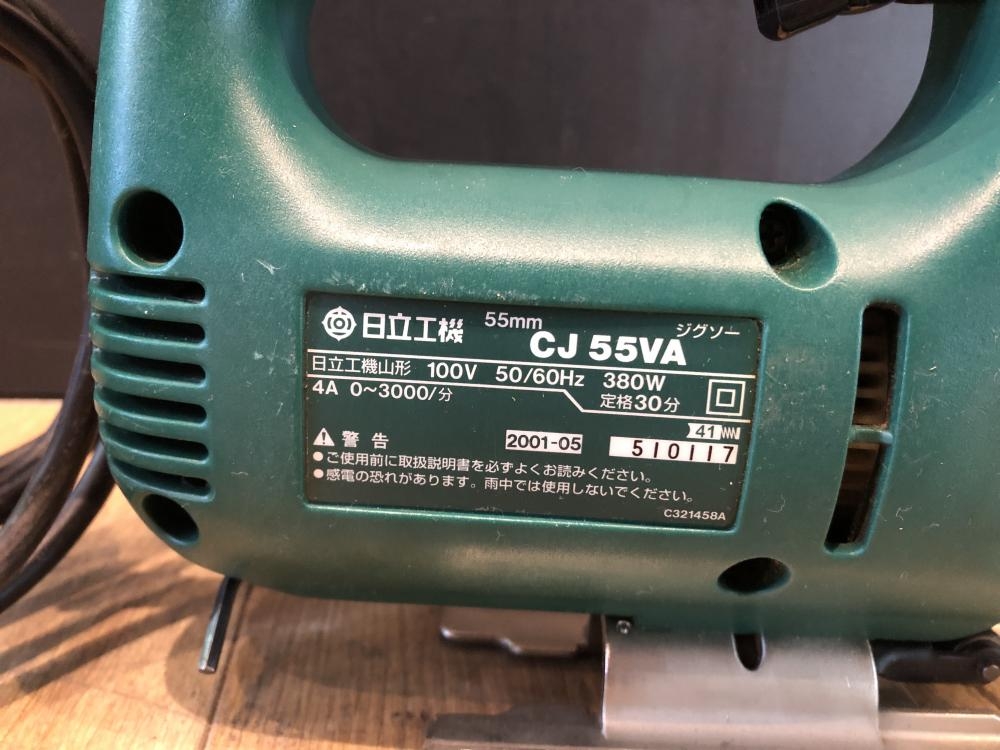 日立工機 55mm ジグソー
CJ 55VA
日立工機山形 100V 50/60Hz 380W
4A 0～3000/分 定格30分
41
警告 2001-05 510117
●ご使用前に取扱説明書を必ずよくお読みください。
●感電の恐れがあります。雨中では使用しないでください。
C321458A